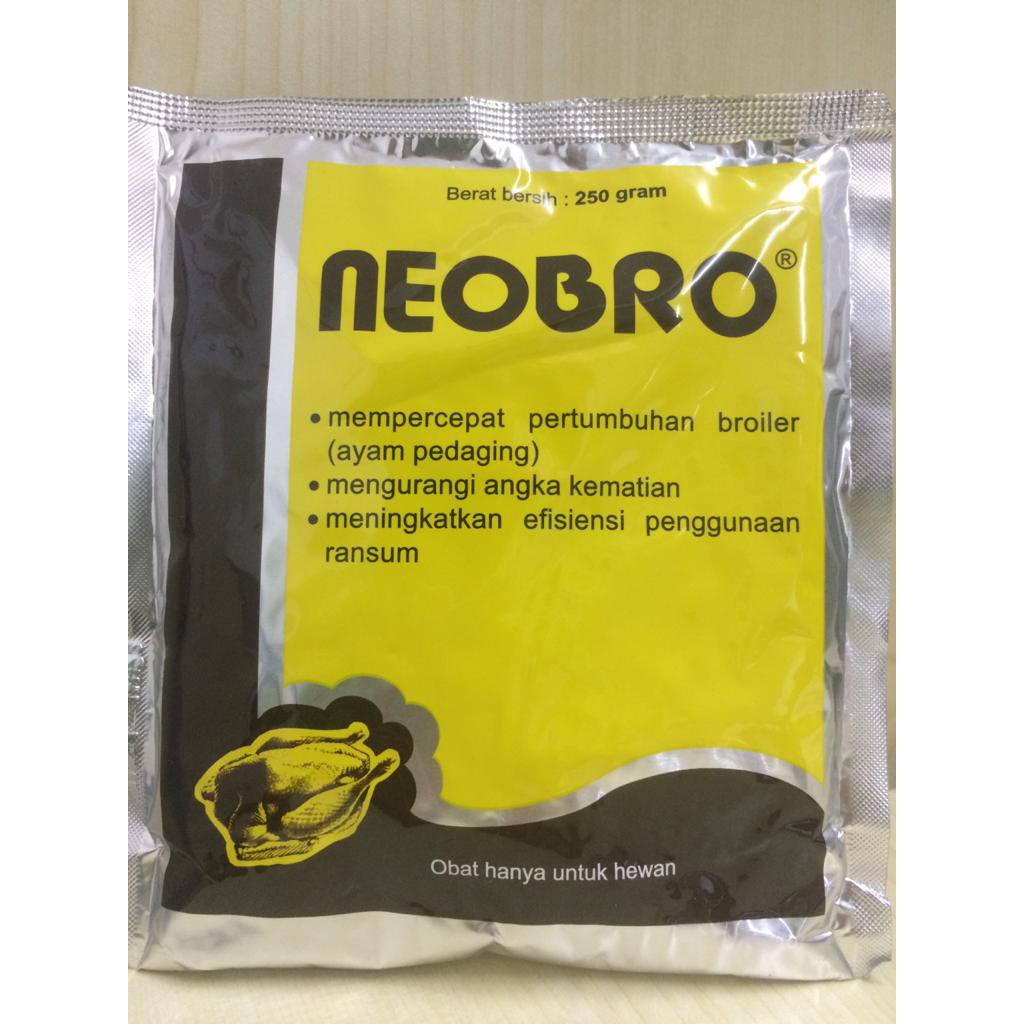 Berat bersih : 250 gram
NEOBRO®
• mempercepat pertumbuhan broiler
(ayam pedaging)
• mengurangi angka kematian
• meningkatkan efisiensi penggunaan
ransum
Obat hanya untuk hewan